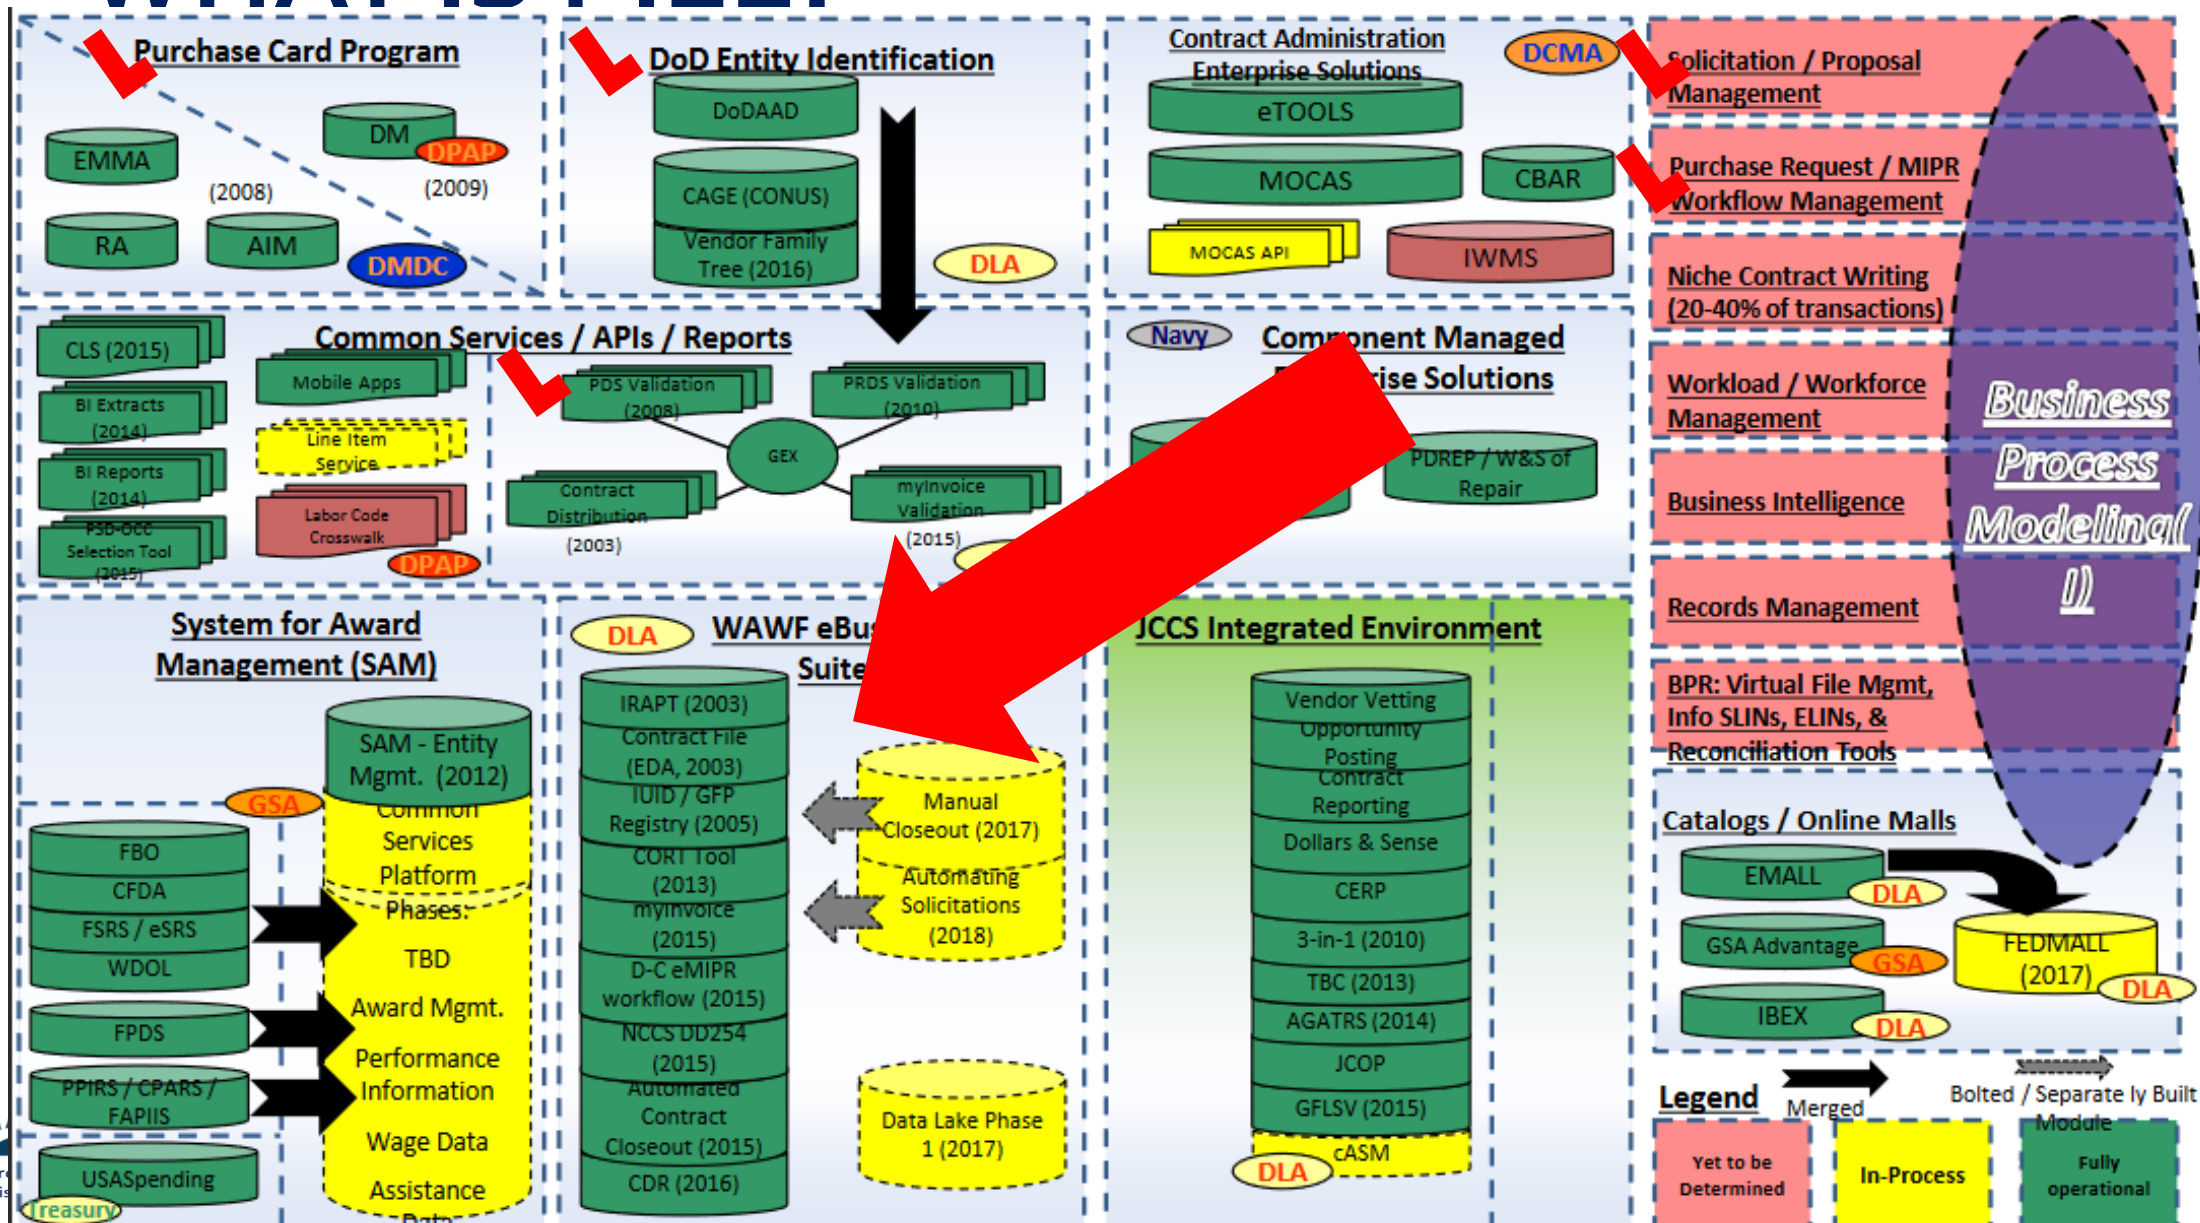 Purchase Card Program
EMMA
DM
DPAP
(2008)
(2009)
RA
AIM
DMDC
DoD Entity Identification
DoDAAD
CAGE (CONUS)
Vendor Family
Tree (2016)
DLA
Contract Administration
Enterprise Solutions
DCMA
eTOOLS
MOCAS
CBAR
MOCAS API
IWMS
Solicitation / Proposal
Management
Purchase Request / MIPR
Workflow Management
Niche Contract Writing
(20-40% of transactions)
Workload / Workforce
Management
Business Intelligence
Records Management
BPR: Virtual File Mgmt,
Info SLINs, ELINs, &
Reconciliation Tools
Business
Process
Modeling(
I)
Common Services / APIs / Reports
CLS (2015)
BI Extracts
(2014)
BI Reports
(2014)
PSD-OCC
Selection Tool
(2015)
Mobile Apps
Line Item
Service
Labor Code
Crosswalk
DPAP
PDS Validation
(2008)
PRDS Validation
(2010)
GEX
Contract
Distribution
(2003)
myInvoice
Validation
(2015)
Navy
Component Managed
Solutions
PDREP / W&S of
Repair
System for Award
Management (SAM)
SAM - Entity
Mgmt. (2012)
GSA
Common
Services
Platform
Phases:
TBD
Award Mgmt.
Performance
Information
Wage Data
Assistance
Data
FBO
CFDA
FSRS / eSRS
WDOL
FPDS
PPIRS / CPARS /
FAPIIS
USASpending
Treasury
DLA
WAWF
Suite
IRAPT (2003)
Contract File
(EDA, 2003)
IUID / GFP
Registry (2005)
CORT Tool
(2013)
myInvoice
(2015)
D-C eMIPR
workflow (2015)
NCCS DD254
(2015)
Automated
Contract
Closeout (2015)
CDR (2016)
Manual
Closeout (2017)
Automating
Solicitations
(2018)
Data Lake Phase
1 (2017)
JCCS Integrated Environment
Vendor Vetting
Opportunity
Posting
Contract
Reporting
Dollars & Sense
CERP
3-in-1 (2010)
TBC (2013)
AGATRS (2014)
JCOP
GFLSV (2015)
cASM
DLA
Catalogs / Online Malls
EMALL
DLA
GSA Advantage
GSA
IBEX
DLA
FEDMALL
(2017)
DLA
Legend
Merged
Bolted / Separate ly Built
Module
Yet to be
Determined
In-Process
Fully
operational